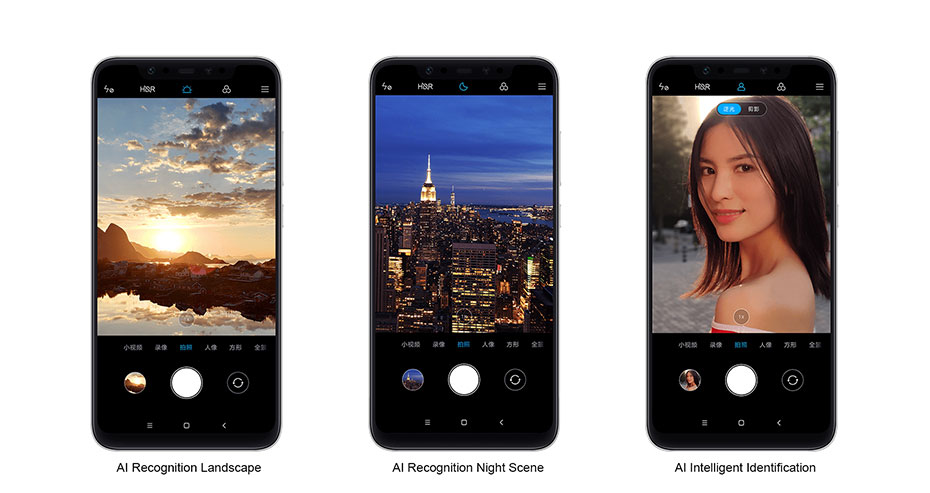 HDR
HDR
HDR
逆光 剪影
1x
小视频 录像 拍照 人像 方形 全景
小视频 录像 拍照 人像 方形 全景
小视频 录像 拍照 人像 方形 全景
AI Recognition Landscape
AI Recognition Night Scene
AI Intelligent Identification